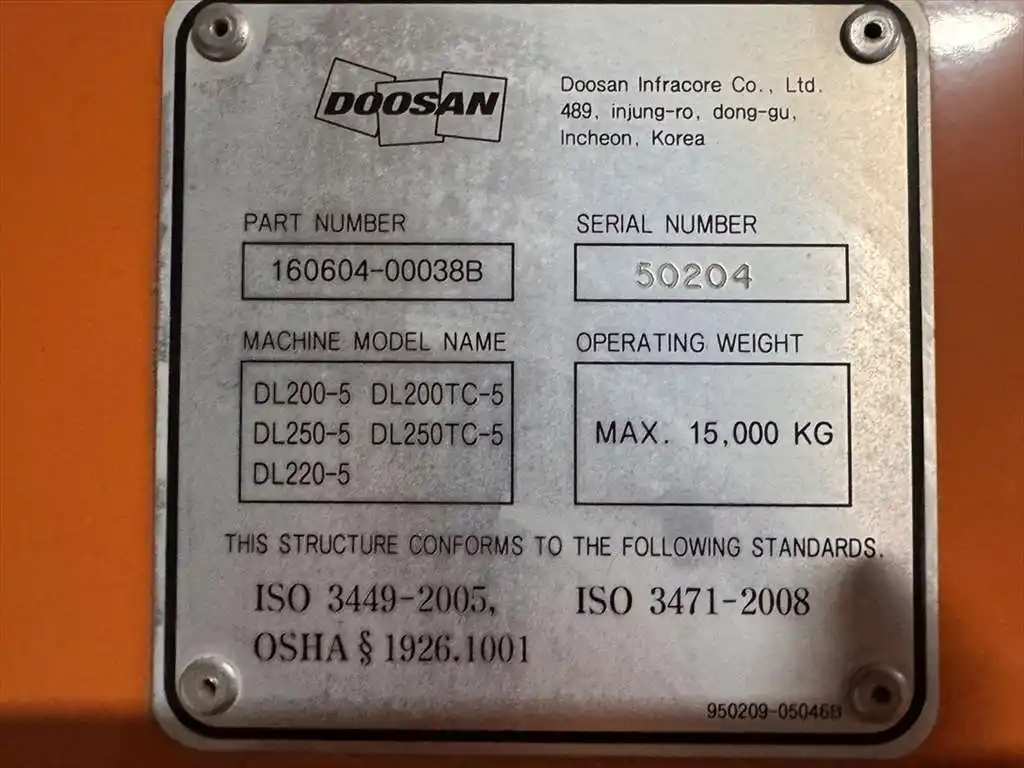 DOOSAN
Doosan Infracore Co., Ltd.
489, injung-ro, dong-gu,
Incheon, Korea
PART NUMBER
160604-00038B
SERIAL NUMBER
50204
MACHINE MODEL NAME
DL200-5 DL200TC-5
DL250-5 DL250TC-5
DL220-5
OPERATING WEIGHT
MAX. 15,000 KG
THIS STRUCTURE CONFORMS TO THE FOLLOWING STANDARDS.
ISO 3449-2005, ISO 3471-2008
OSHA § 1926.1001
950209-05046B